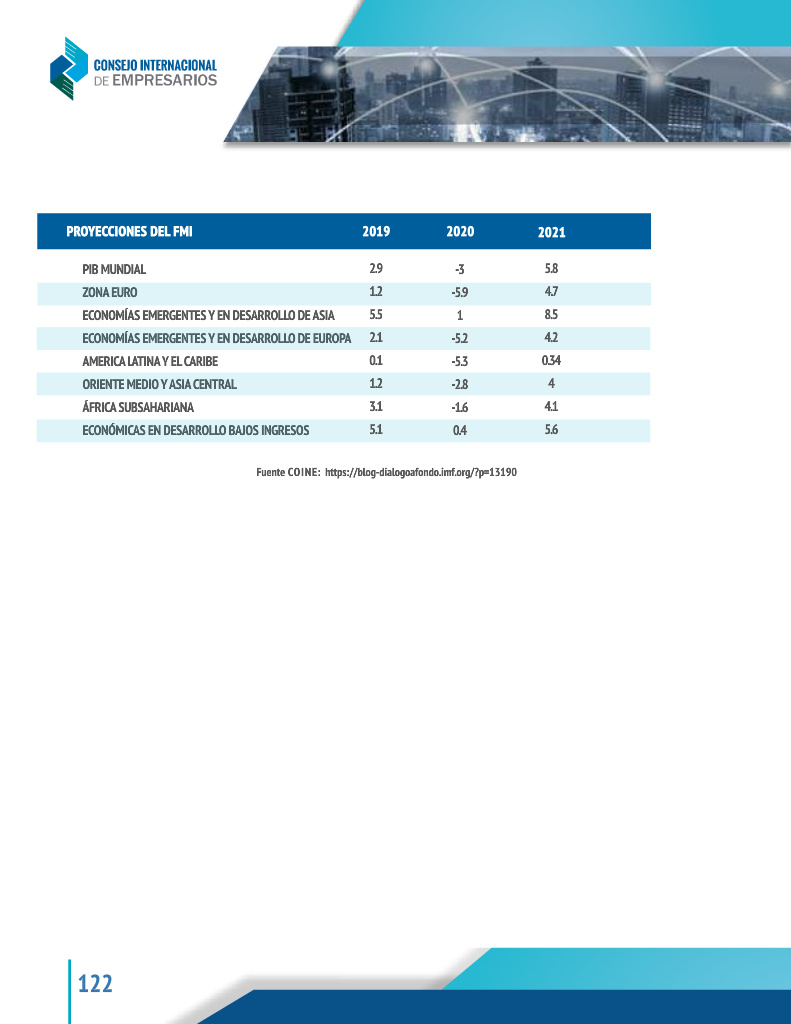 CONSEJO INTERNACIONAL
DE EMPRESARIOS
PROYECCIONES DEL FMI 2019 2020 2021
PIB MUNDIAL 2.9 -3 5.8
ZONA EURO 1.2 -5.9 4.7
ECONOMÍAS EMERGENTES Y EN DESARROLLO DE ASIA 5.5 1 8.5
ECONOMÍAS EMERGENTES Y EN DESARROLLO DE EUROPA 2.1 -5.2 4.2
AMERICA LATINA Y EL CARIBE 0.1 -5.3 0.34
ORIENTE MEDIO Y ASIA CENTRAL 1.2 -2.8 4
ÁFRICA SUBSAHARIANA 3.1 -1.6 4.1
ECONÓMICAS EN DESARROLLO BAJOS INGRESOS 5.1 0.4 5.6
Fuente COINE: https://blog-dialogoafondo.imf.org/?p=13190
122